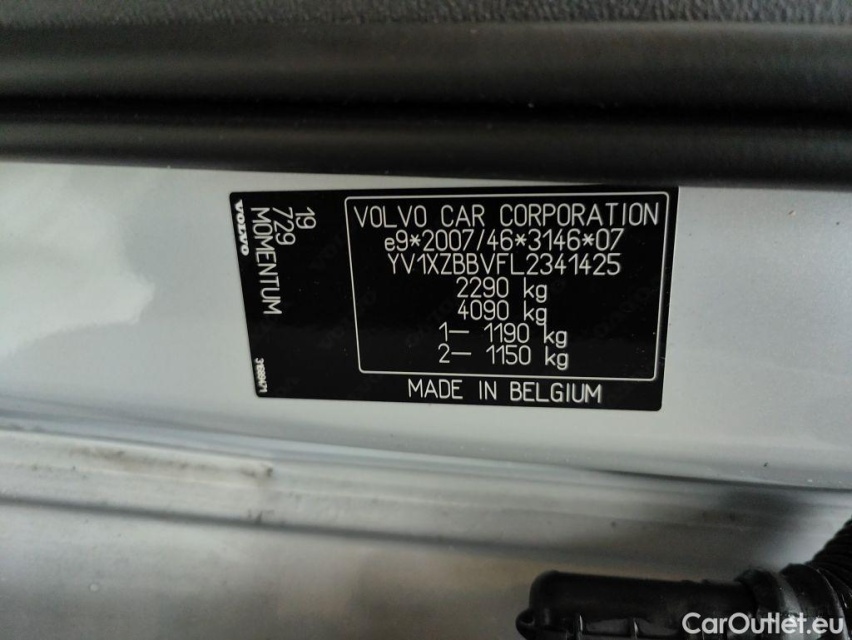 VOLVO CAR CORPORATION
e9*2007/46*3146*07
YV1XZBBVFL2341425
2290 kg
4090 kg
1– 1190 kg
2– 1150 kg
MADE IN BELGIUM
19
729
MOMENTUM
VOLVO
CarOutlet.eu